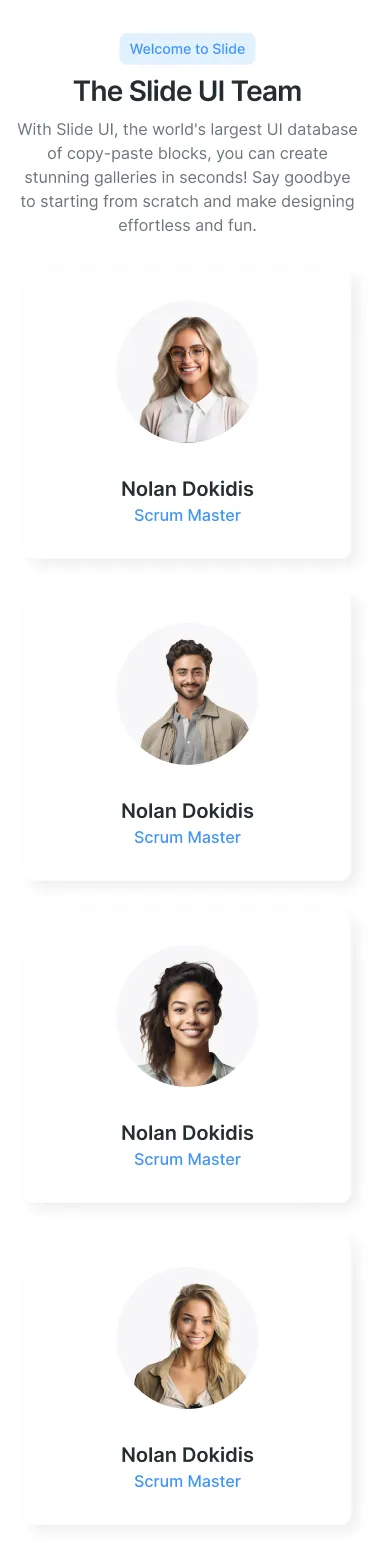 Welcome to Slide
The Slide UI Team
With Slide UI, the world's largest UI database
of copy-paste blocks, you can create
stunning galleries in seconds! Say goodbye
to starting from scratch and make designing
effortless and fun.
Nolan Dokidis
Scrum Master
Nolan Dokidis
Scrum Master
Nolan Dokidis
Scrum Master
Nolan Dokidis
Scrum Master